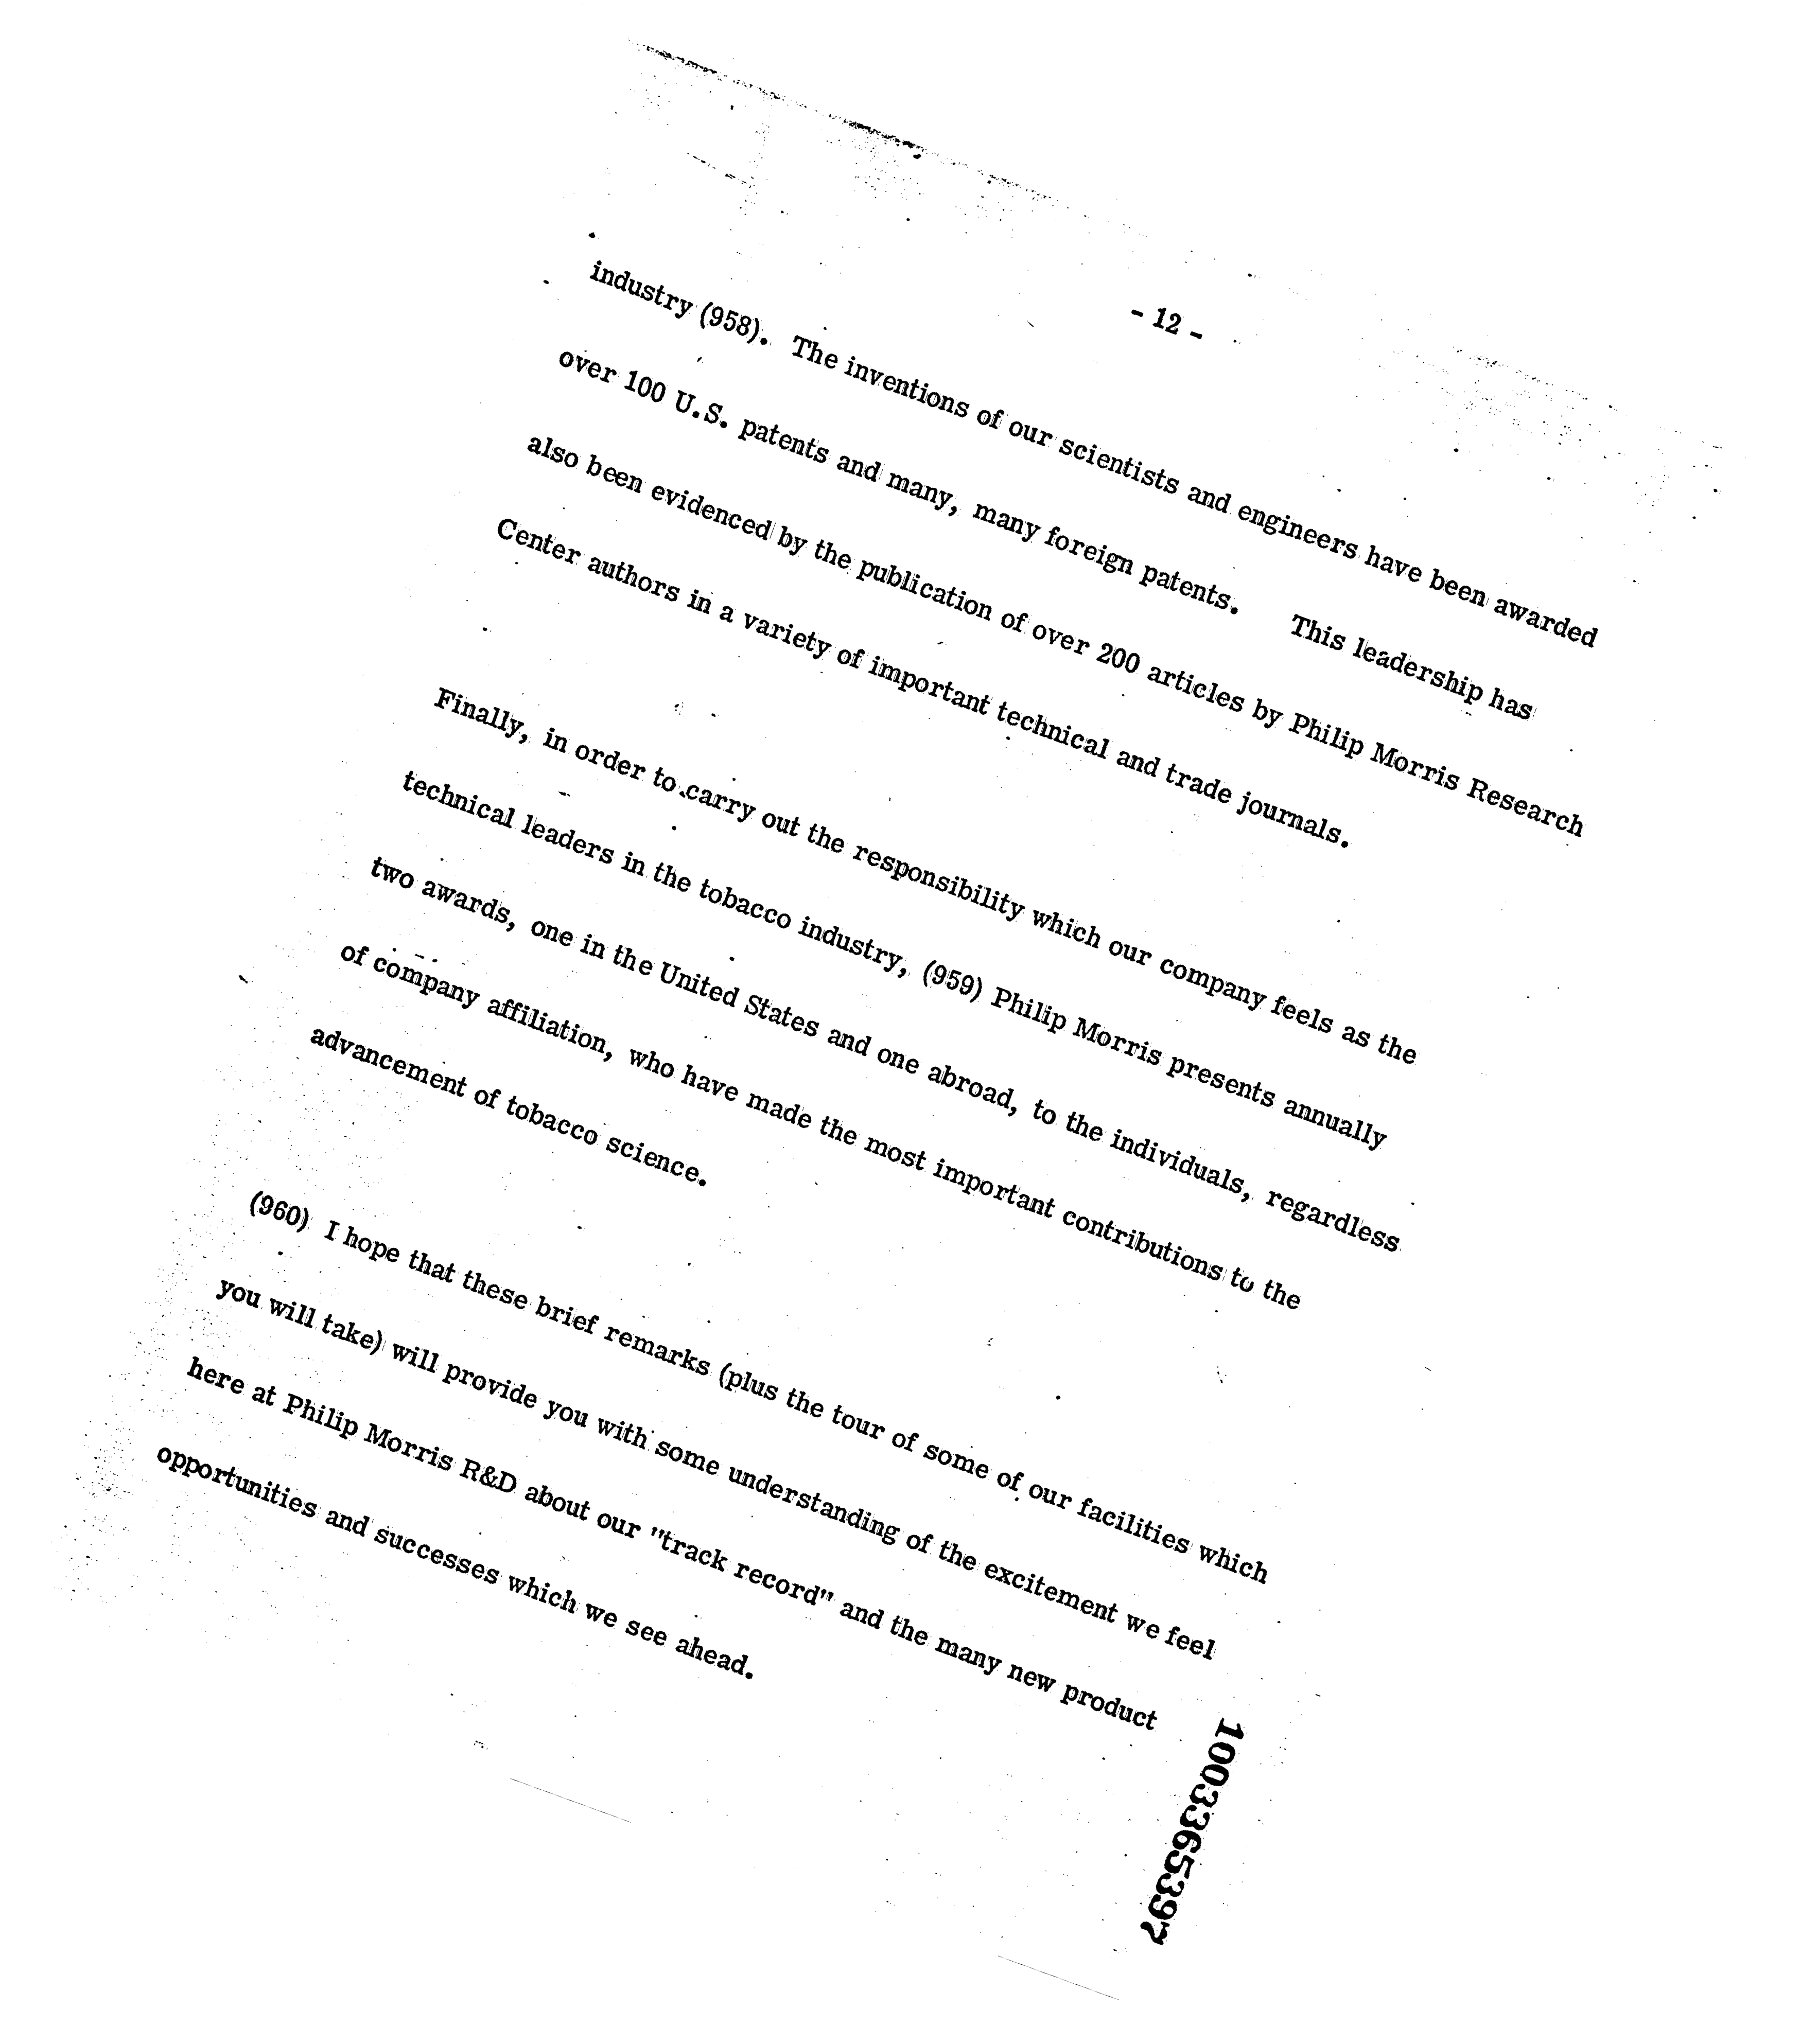 - 12 -
industry (958). The inventions of our scientists and engineers have been awarded
over 100 U.S. patents and many, many foreign patents. This leadership has
also been evidenced by the publication of over 200 articles by Philip Morris Research
Center authors in a variety of important technical and trade journals.
Finally, in order to carry out the responsibility which our company feels as the
technical leaders in the tobacco industry, (959) Philip Morris presents annually
two awards, one in the United States and one abroad, to the individuals, regardless
of company affiliation, who have made the most important contributions to the
advancement of tobacco science.
(960) I hope that these brief remarks (plus the tour of some of our facilities which
you will take) will provide you with some understanding of the excitement we feel
here at Philip Morris R&D about our "track record" and the many new product
opportunities and successes which we see ahead.
1003365397